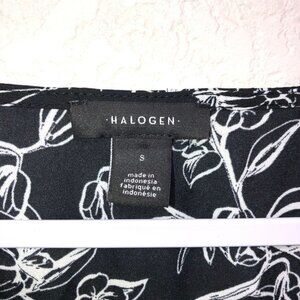 ·HALOGEN·
S
made in
indonesia
fabriqué en
indonésie